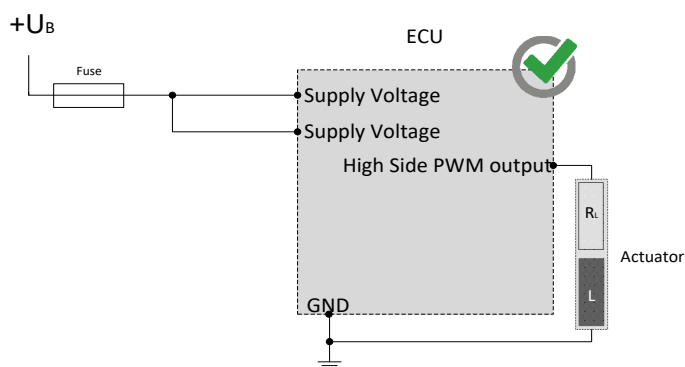 +UB
ECU
Fuse
Supply Voltage
Supply Voltage
High Side PWM output
RL
Actuator
L
GND